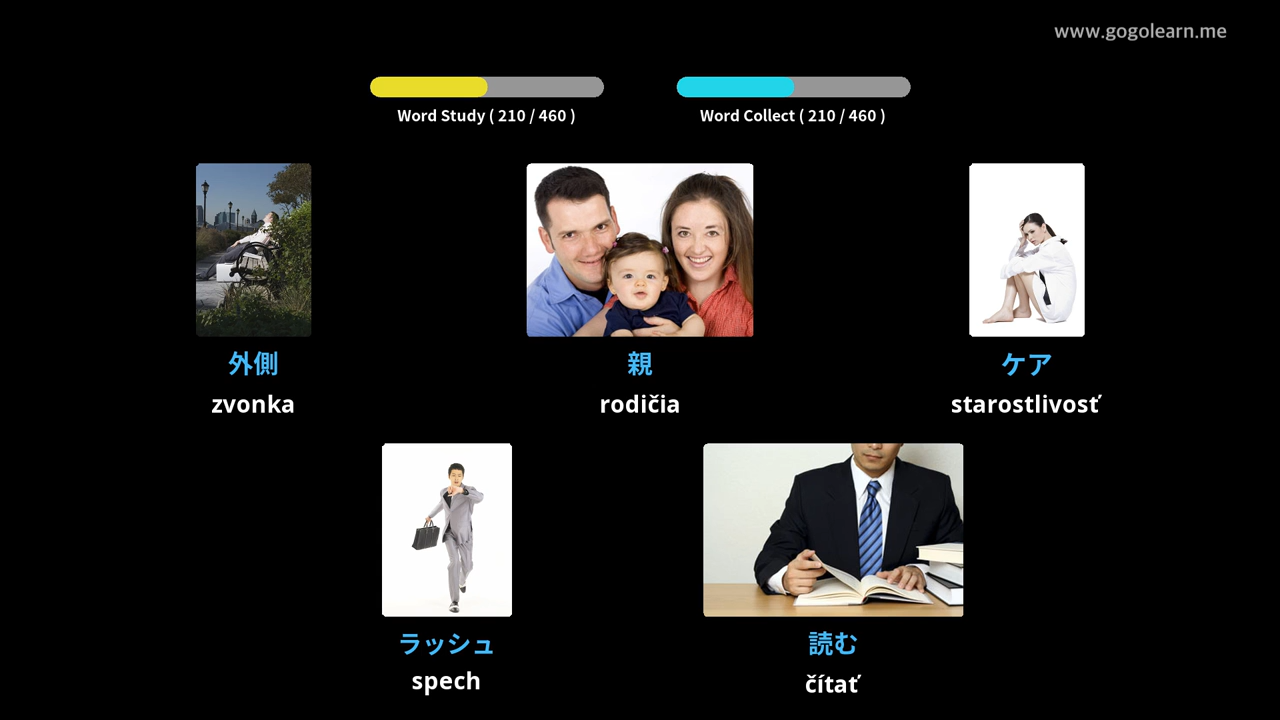 www.gogolearn.me
Word Study ( 210 / 460 )
Word Collect ( 210 / 460 )
外側
zvonka
親
rodičia
ケア
starostlivosť
ラッシュ
spech
読む
čítať